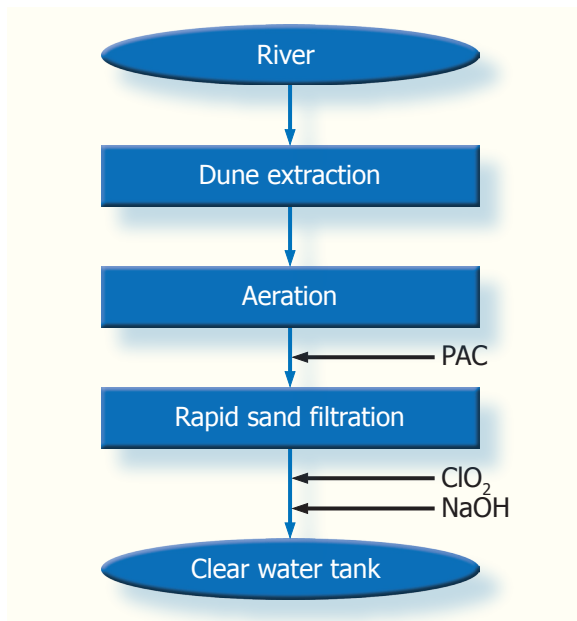 River
Dune extraction
Aeration
PAC
Rapid sand filtration
ClO₂
NaOH
Clear water tank